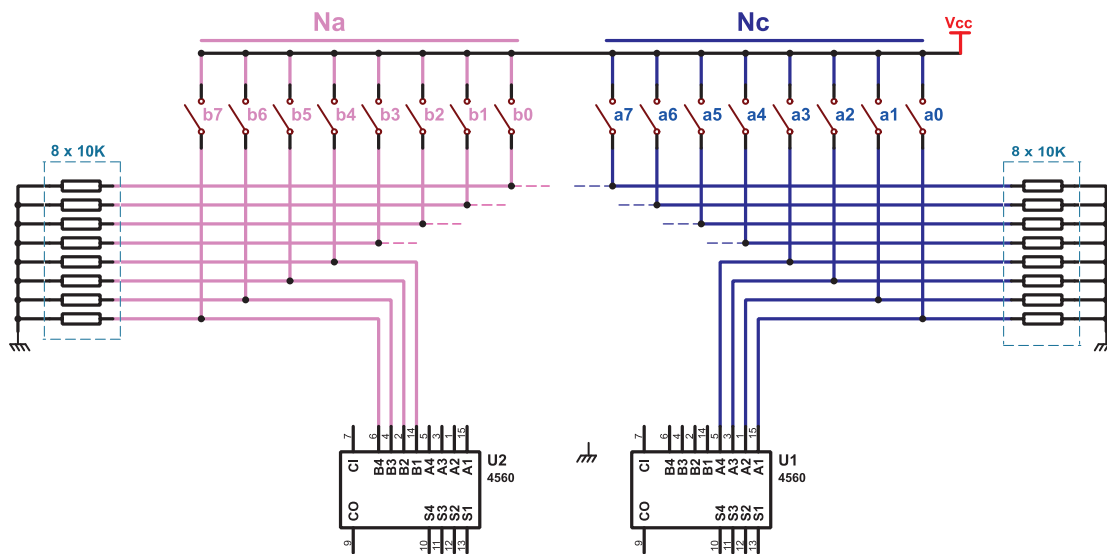 Na Nc Vcc
b7 b6 b5 b4 b3 b2 b1 b0 a7 a6 a5 a4 a3 a2 a1 a0
8 x 10K 8 x 10K
7 6 4 2 14 5 3 1 15 7 6 4 2 14 5 3 1 15
CI B4 B3 B2 B1 A4 A3 A2 A1 U2 CI B4 B3 B2 B1 A4 A3 A2 A1 U1
4560 4560
CO S4 S3 S2 S1 CO S4 S3 S2 S1
9 10 11 12 13 9 10 11 12 13